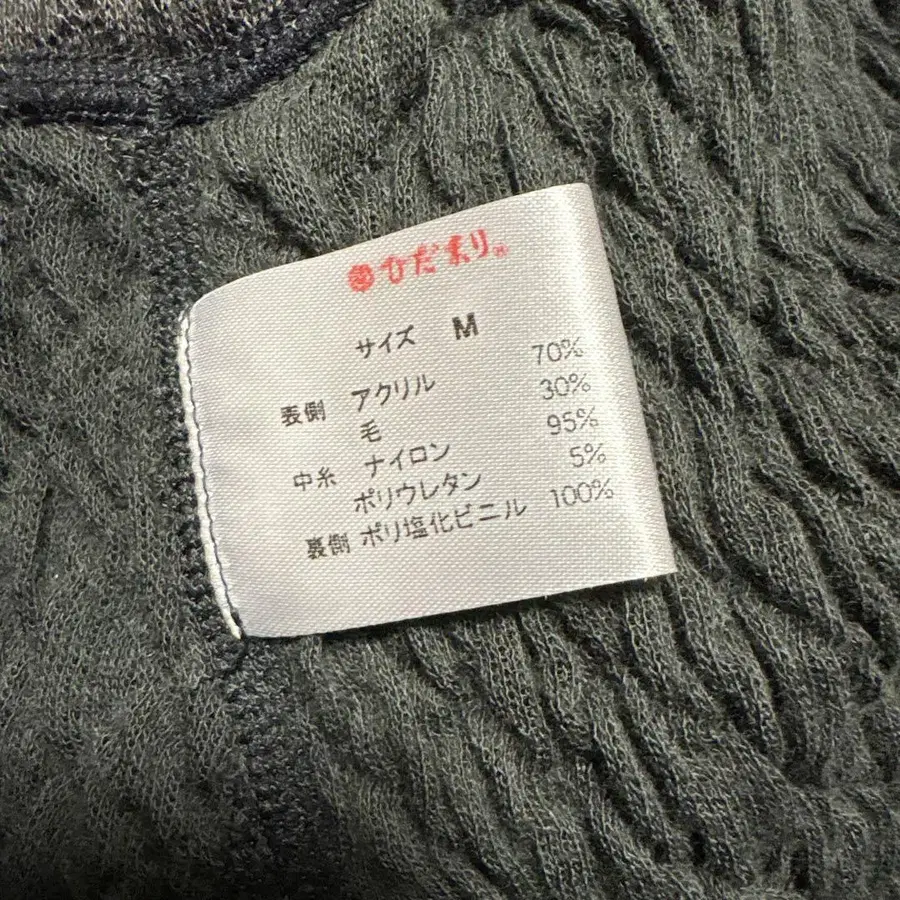 ひだまり®
サイズ M
表側 アクリル 70%
毛 30%
中糸 ナイロン 95%
ポリウレタン 5%
裏側 ポリ塩化ビニル 100%